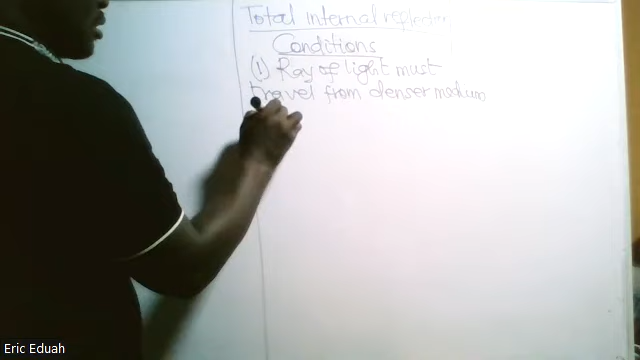 Total internal reflection
Conditions
(1) Ray of light must
travel from denser medium
Eric Eduah